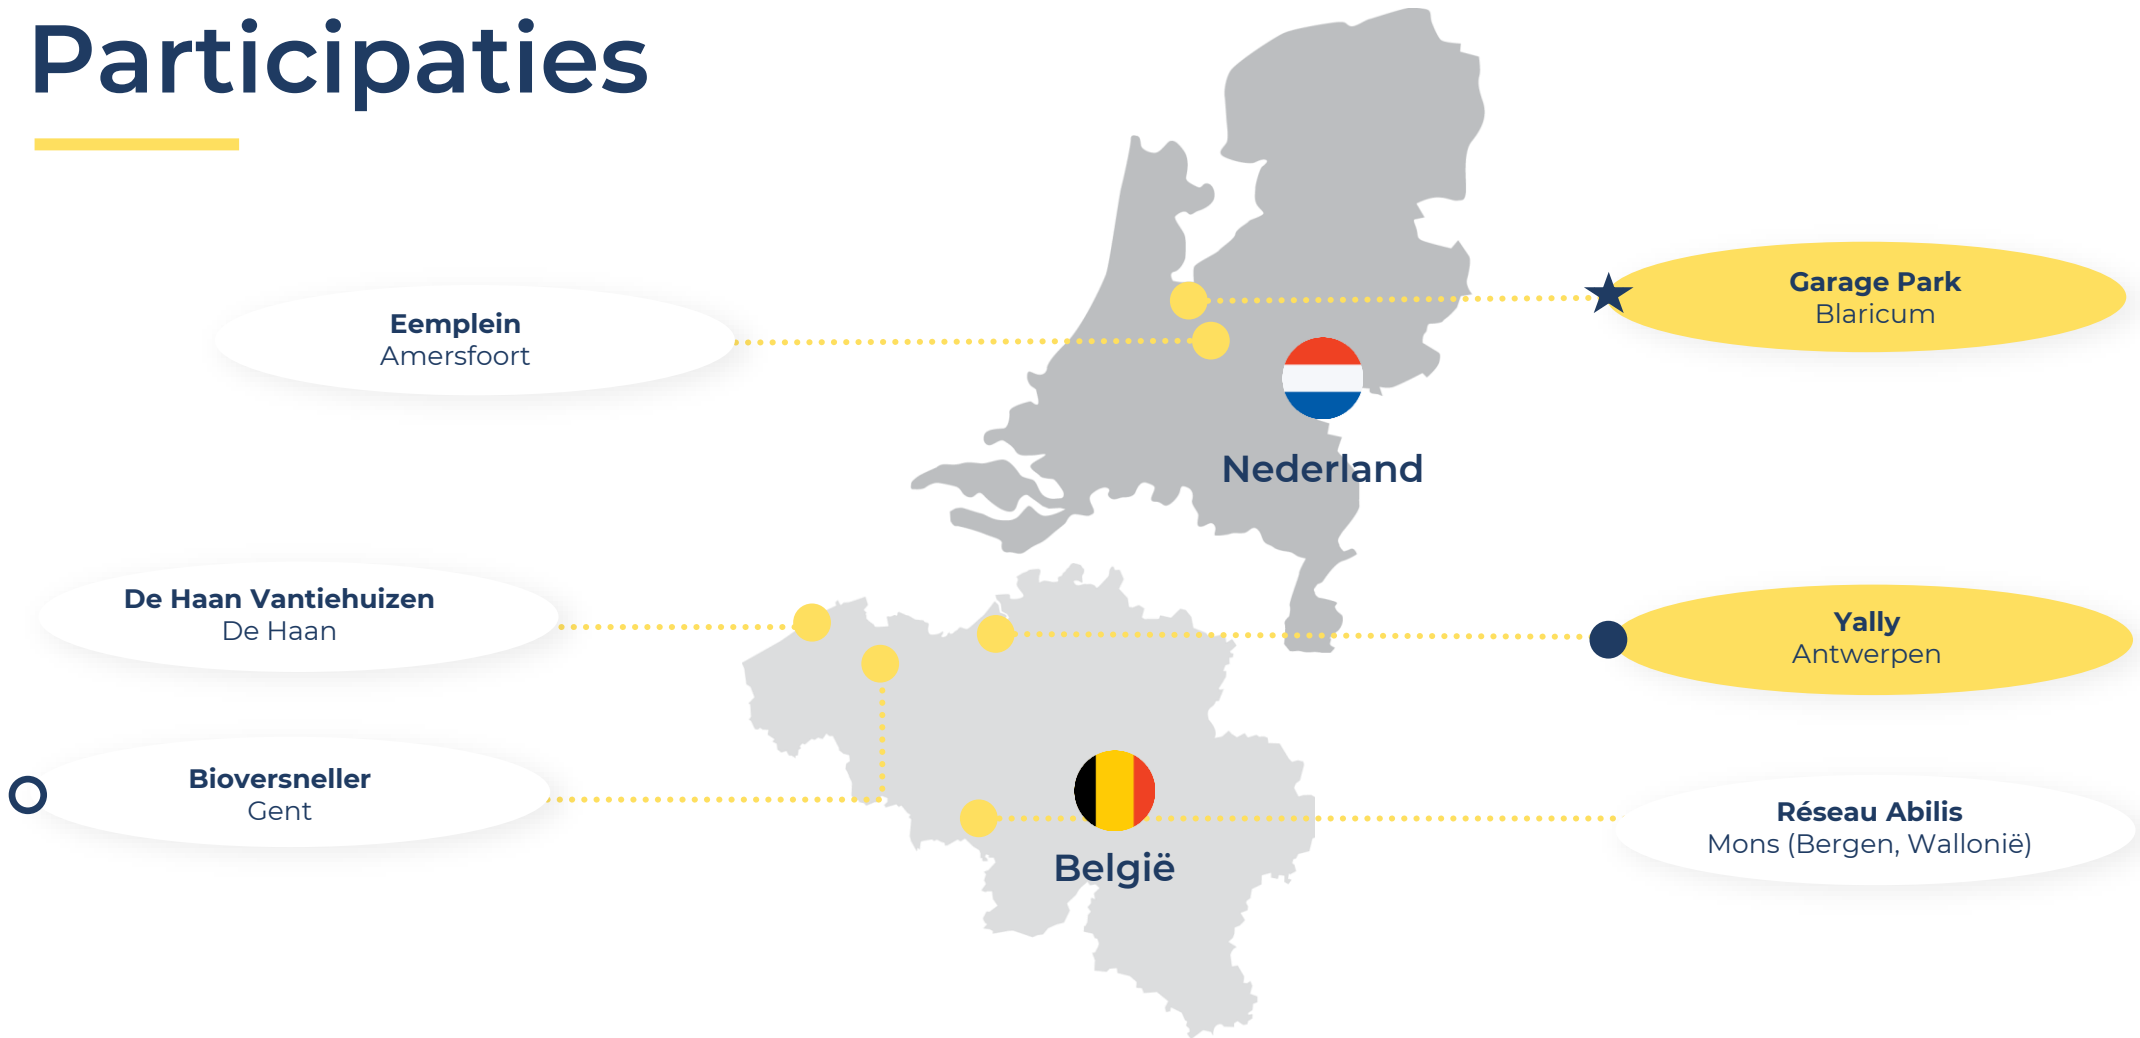 Participaties
Garage Park
Blaricum
Eemplein
Amersfoort
Nederland
De Haan Vantiehuizen
De Haan
Yally
Antwerpen
Bioversneller
Gent
Réseau Abilis
Mons (Bergen, Wallonië)
België